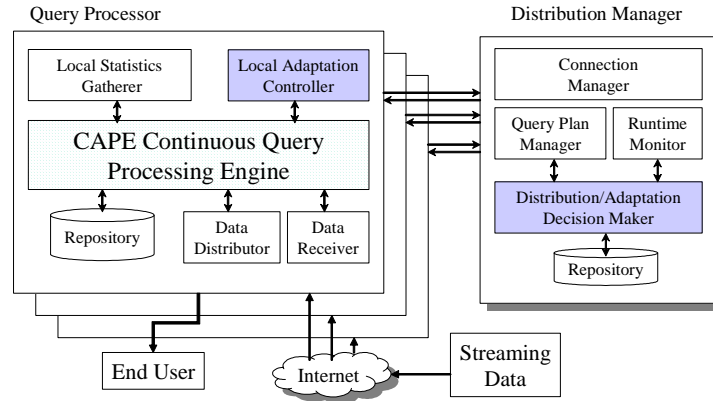 Query Processor
Distribution Manager
Local Statistics
Gatherer
Local Adaptation
Controller
CAPE Continuous Query
Processing Engine
Repository
Data
Distributor
Data
Receiver
Connection
Manager
Query Plan
Manager
Runtime
Monitor
Distribution/Adaptation
Decision Maker
Repository
End User
Internet
Streaming
Data